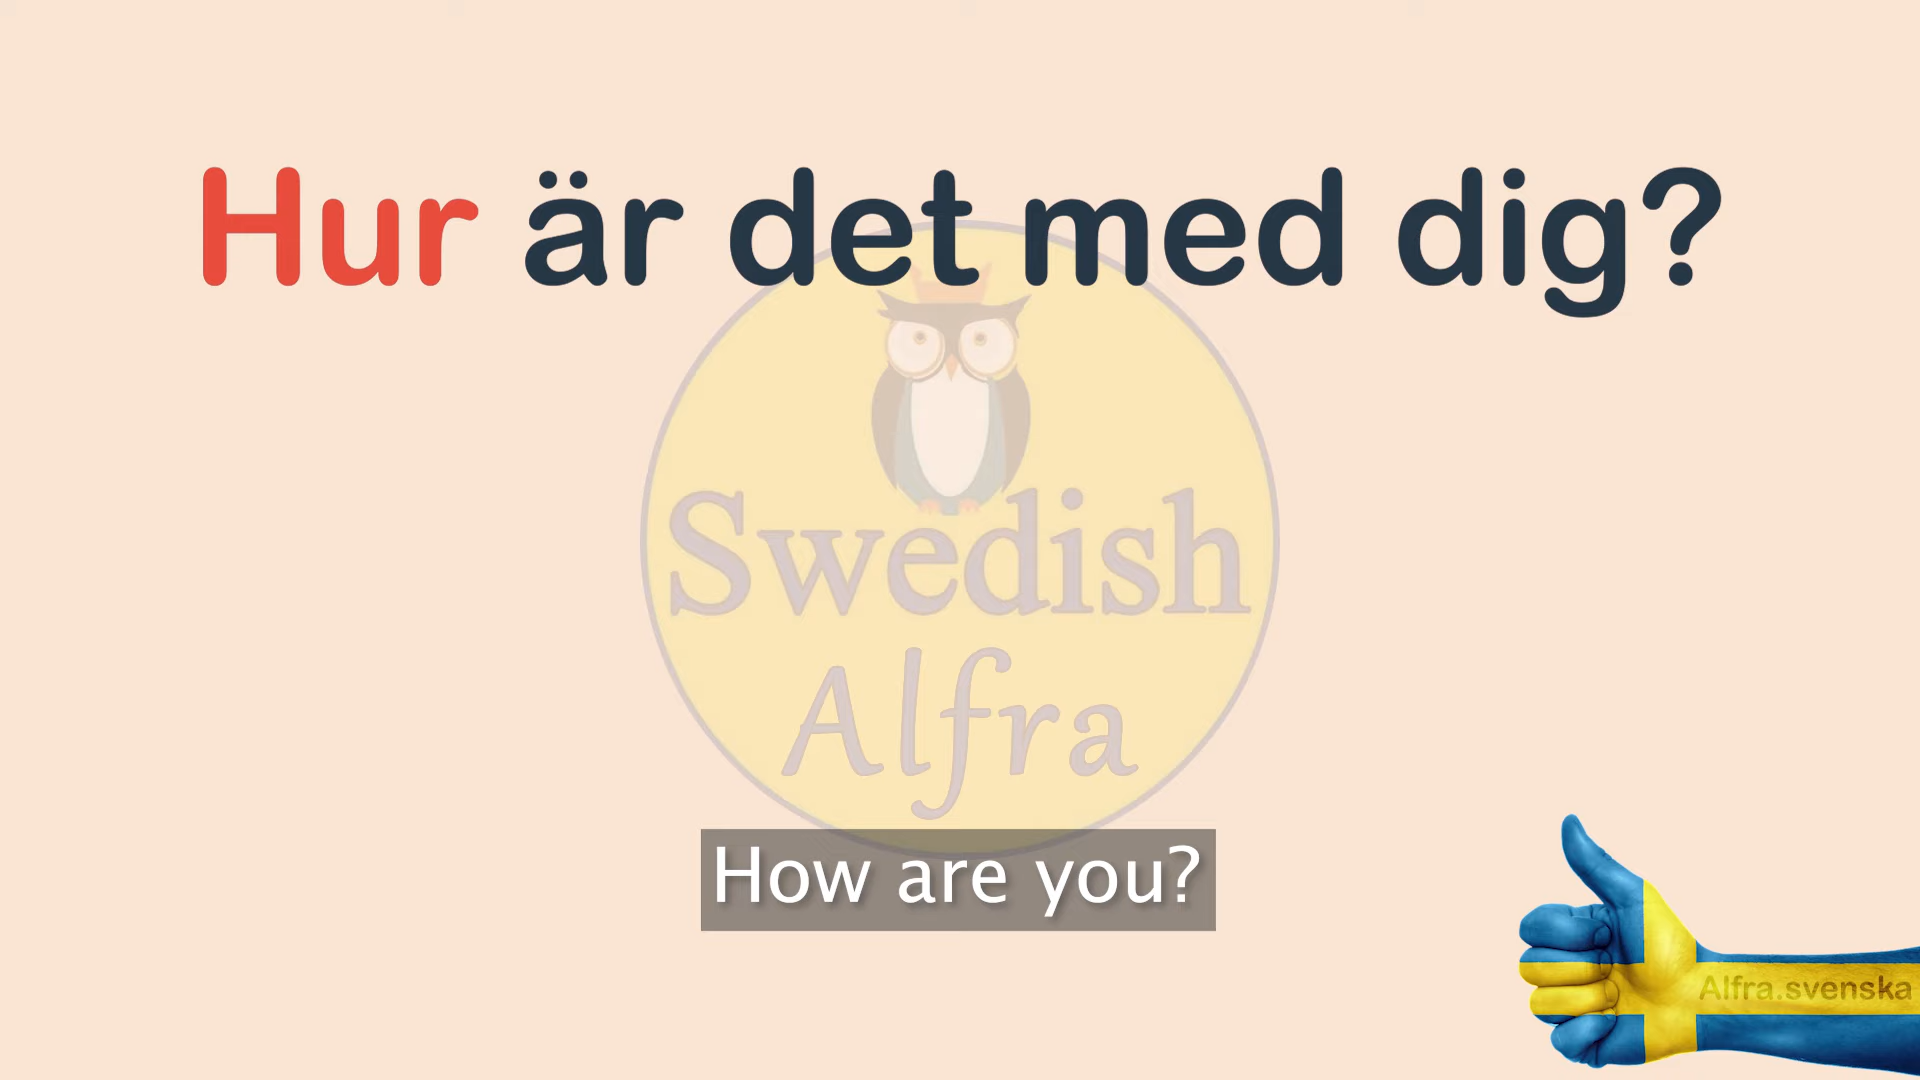 Hur är det med dig?
Swedish
Alfra
How are you?
Alfra.svenska